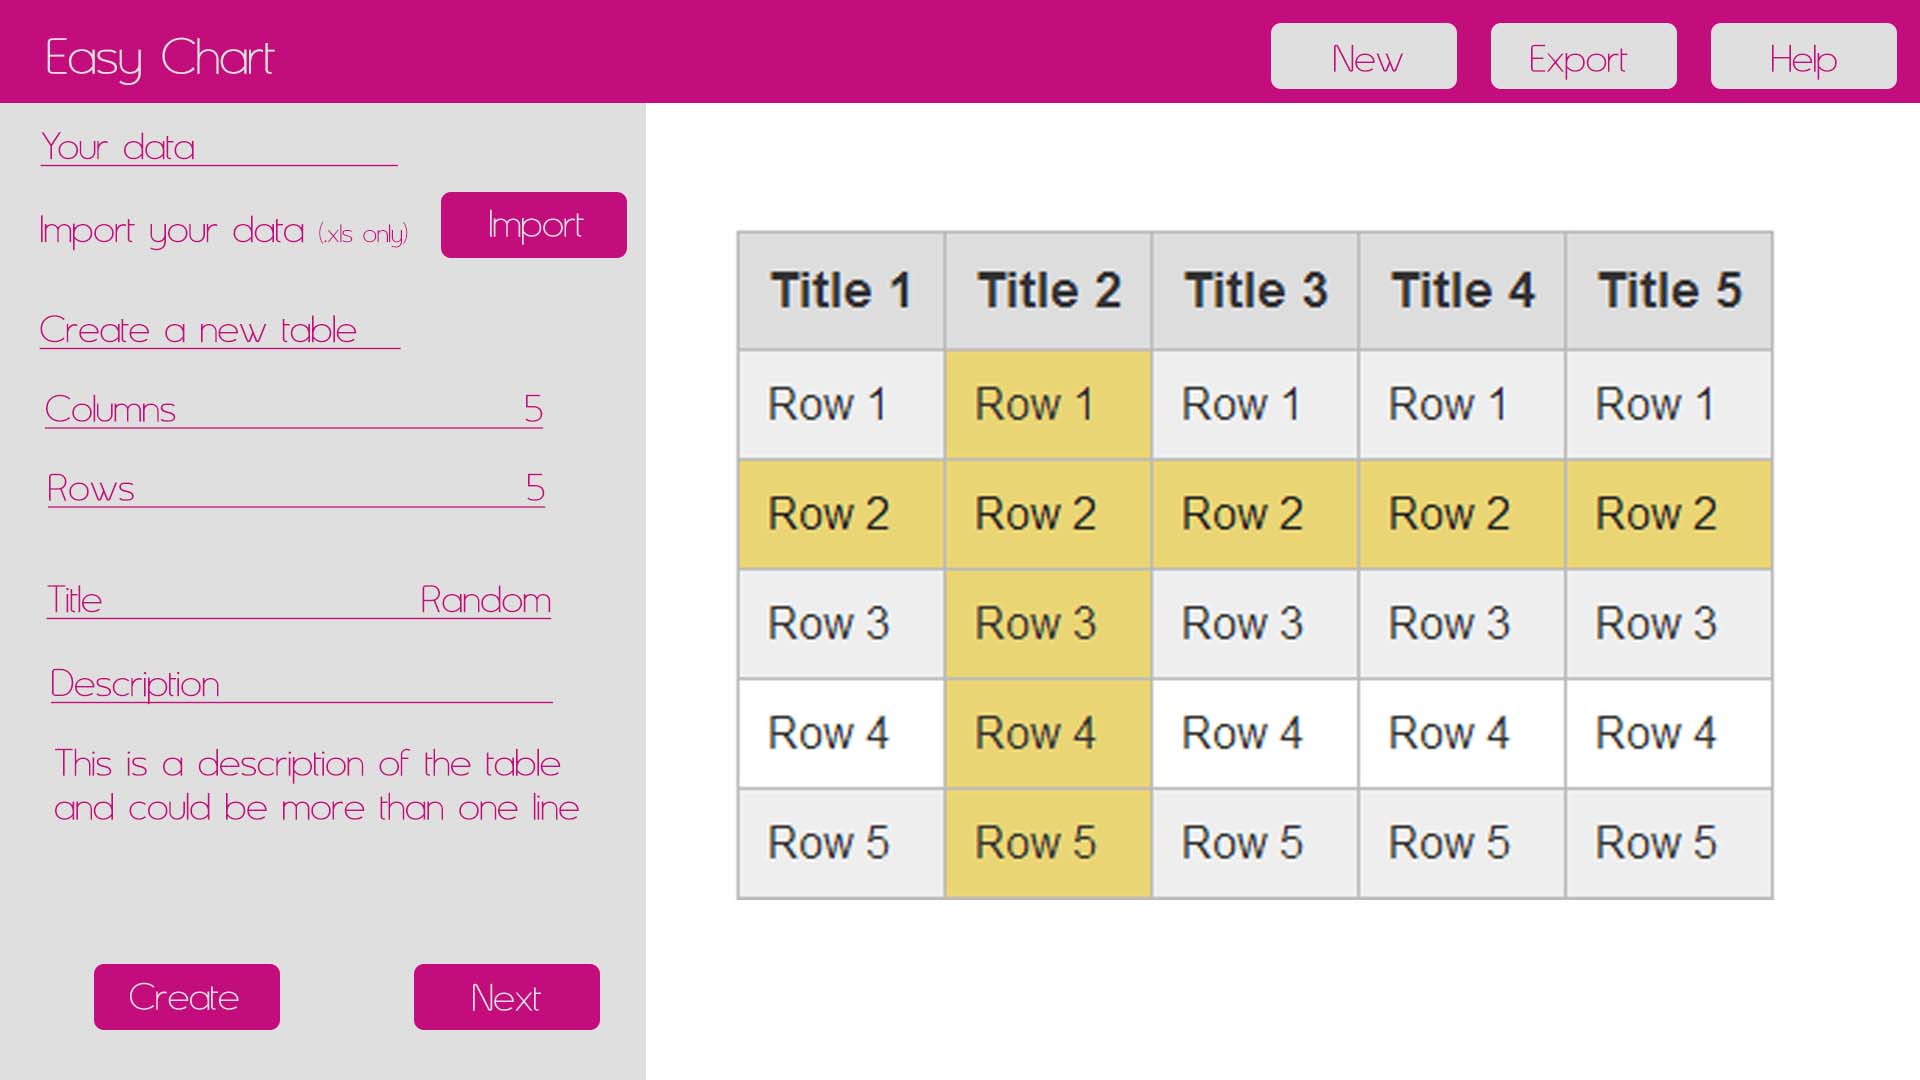 Easy Chart
New Export Help
Your data
Import your data (.xls only) Import
Create a new table
Columns 5
Rows 5
Title Random
Description
This is a description of the table
and could be more than one line
Create Next
Title 1 Title 2 Title 3 Title 4 Title 5
Row 1 Row 1 Row 1 Row 1 Row 1
Row 2 Row 2 Row 2 Row 2 Row 2
Row 3 Row 3 Row 3 Row 3 Row 3
Row 4 Row 4 Row 4 Row 4 Row 4
Row 5 Row 5 Row 5 Row 5 Row 5